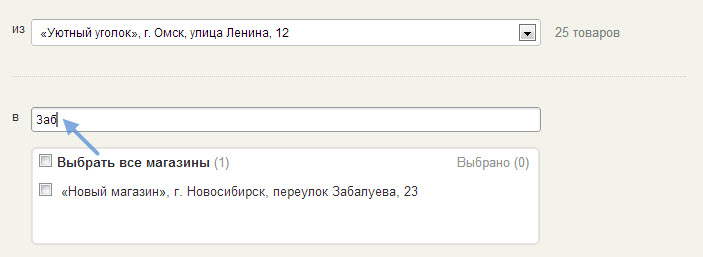 из «Уютный уголок», г. Омск, улица Ленина, 12 25 товаров
в Заб
Выбрать все магазины (1) Выбрано (0)
«Новый магазин», г. Новосибирск, переулок Забалуева, 23